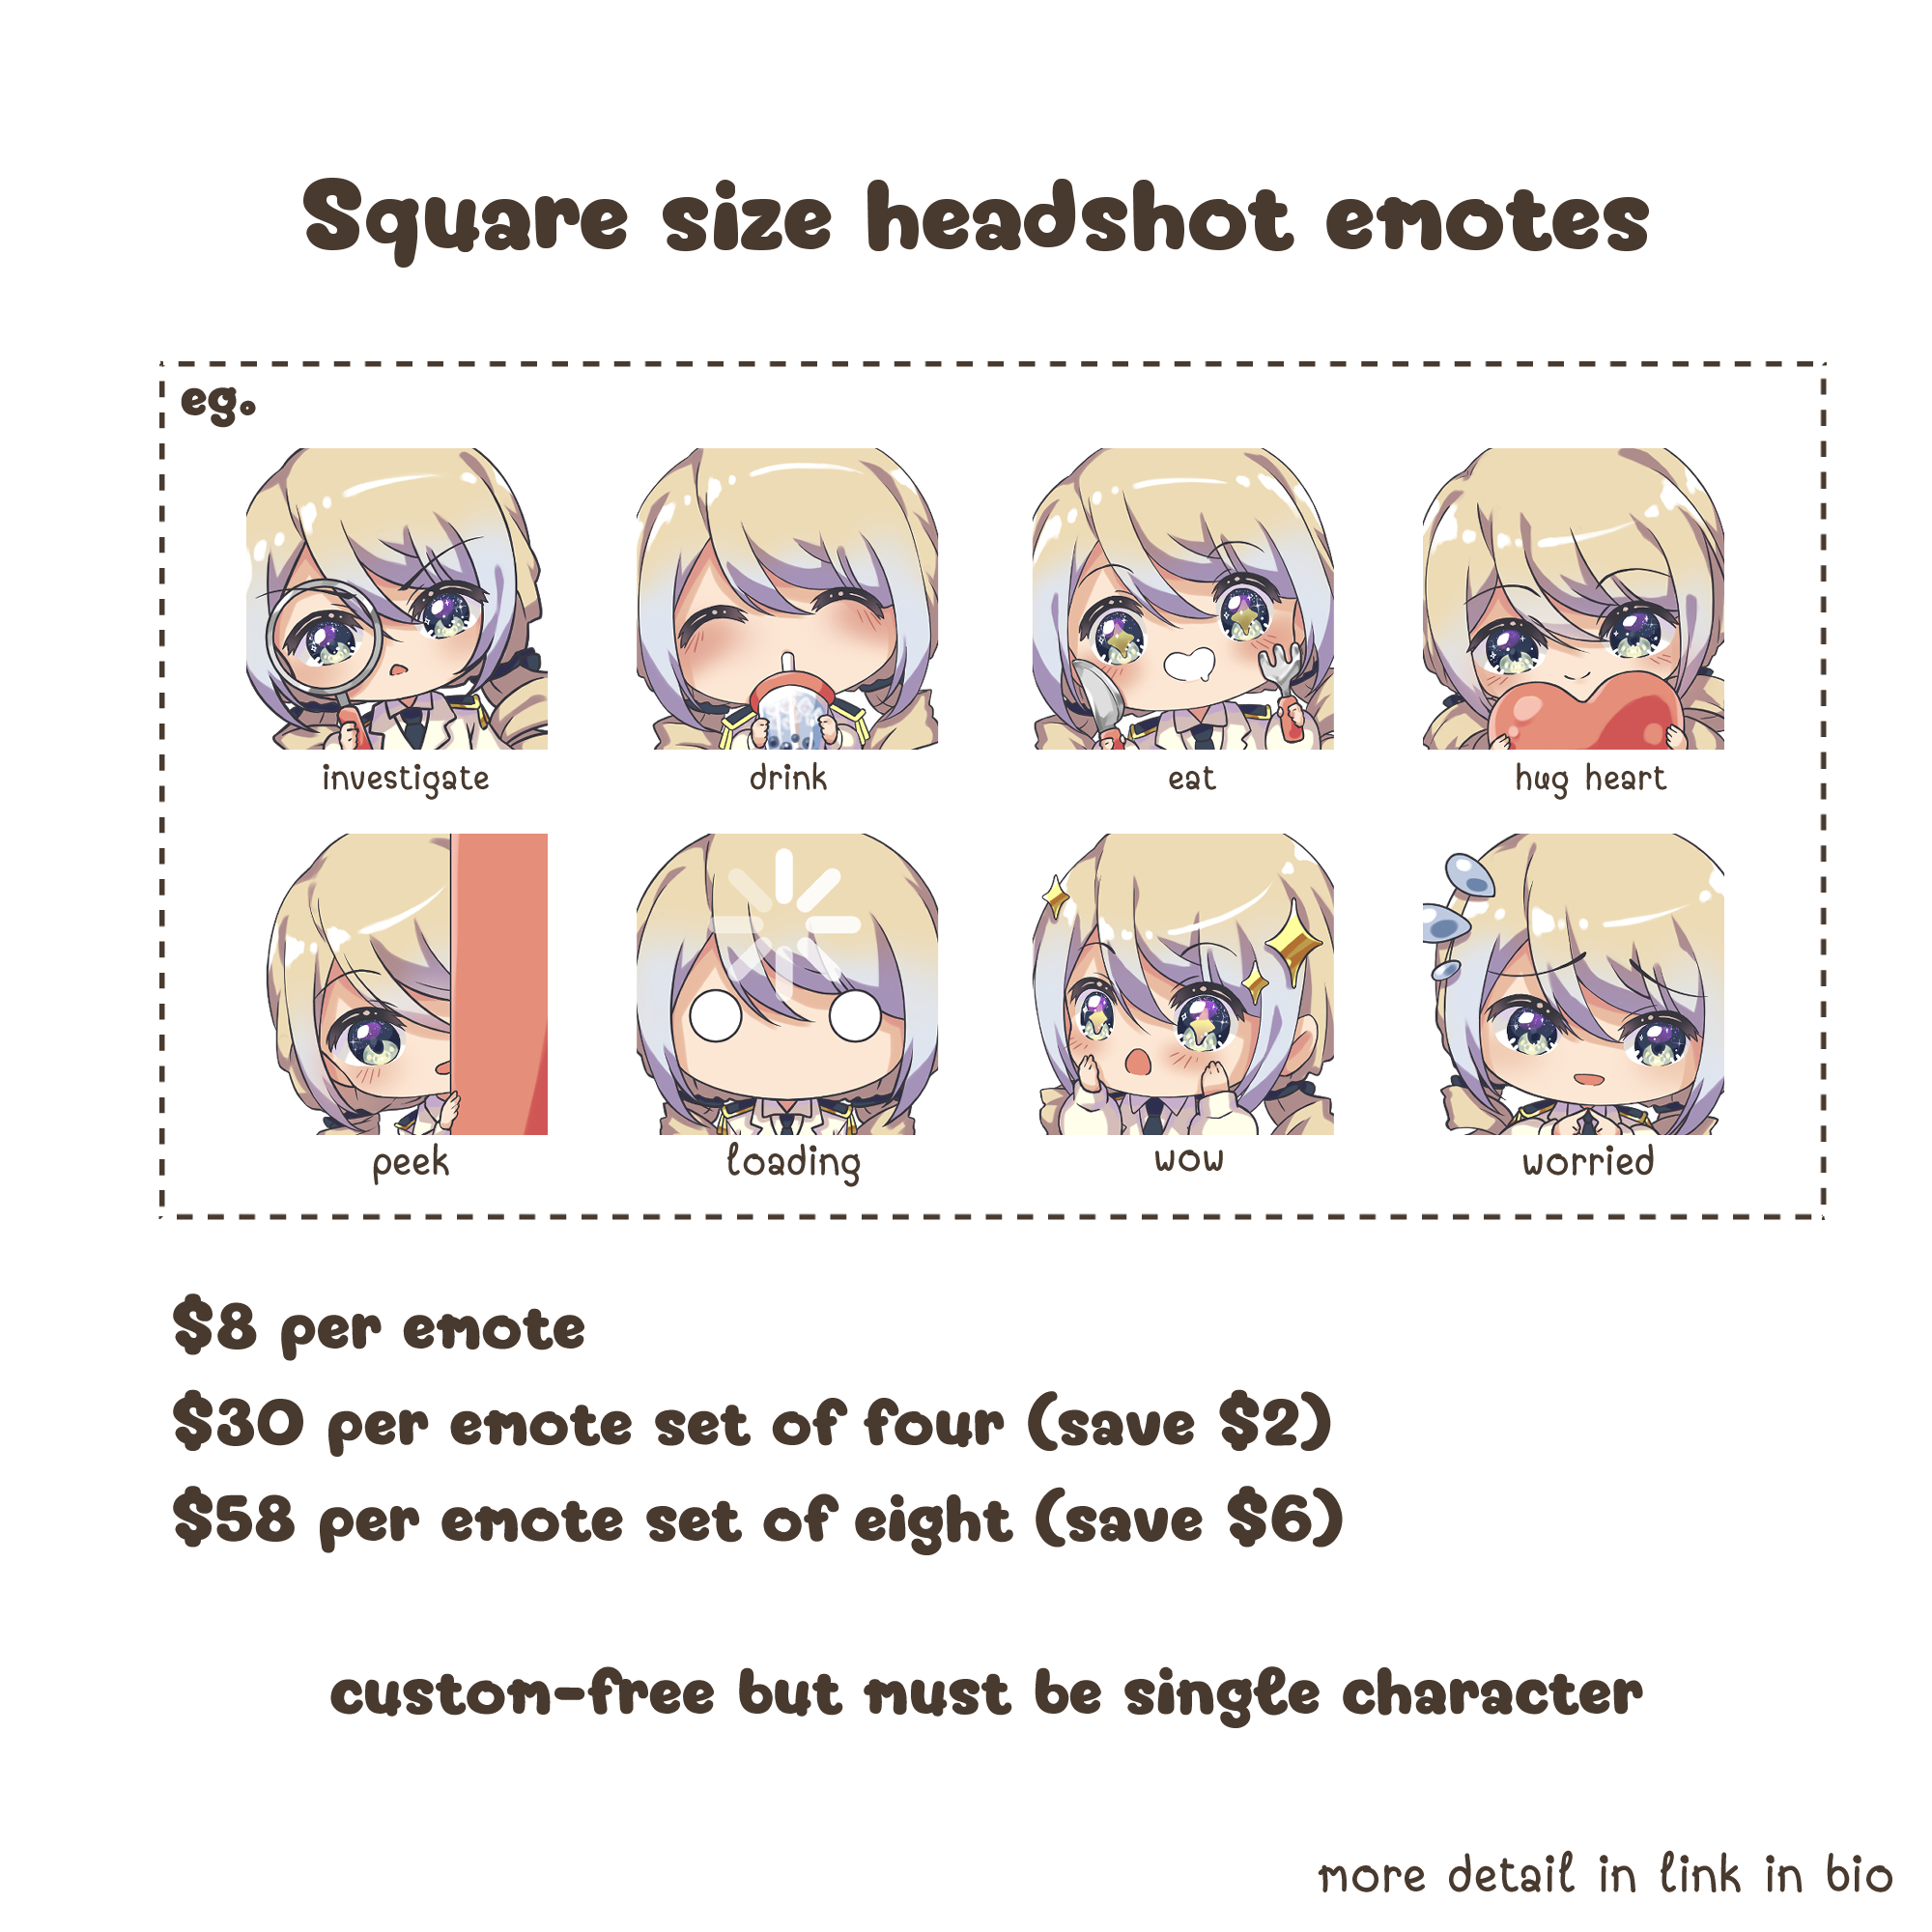 Square size headshot emotes
eg.
investigate
drink
eat
hug heart
peek
loading
wow
worried
$8 per emote
$30 per emote set of four (save $2)
$58 per emote set of eight (save $6)
custom-free but must be single character
more detail in link in bio